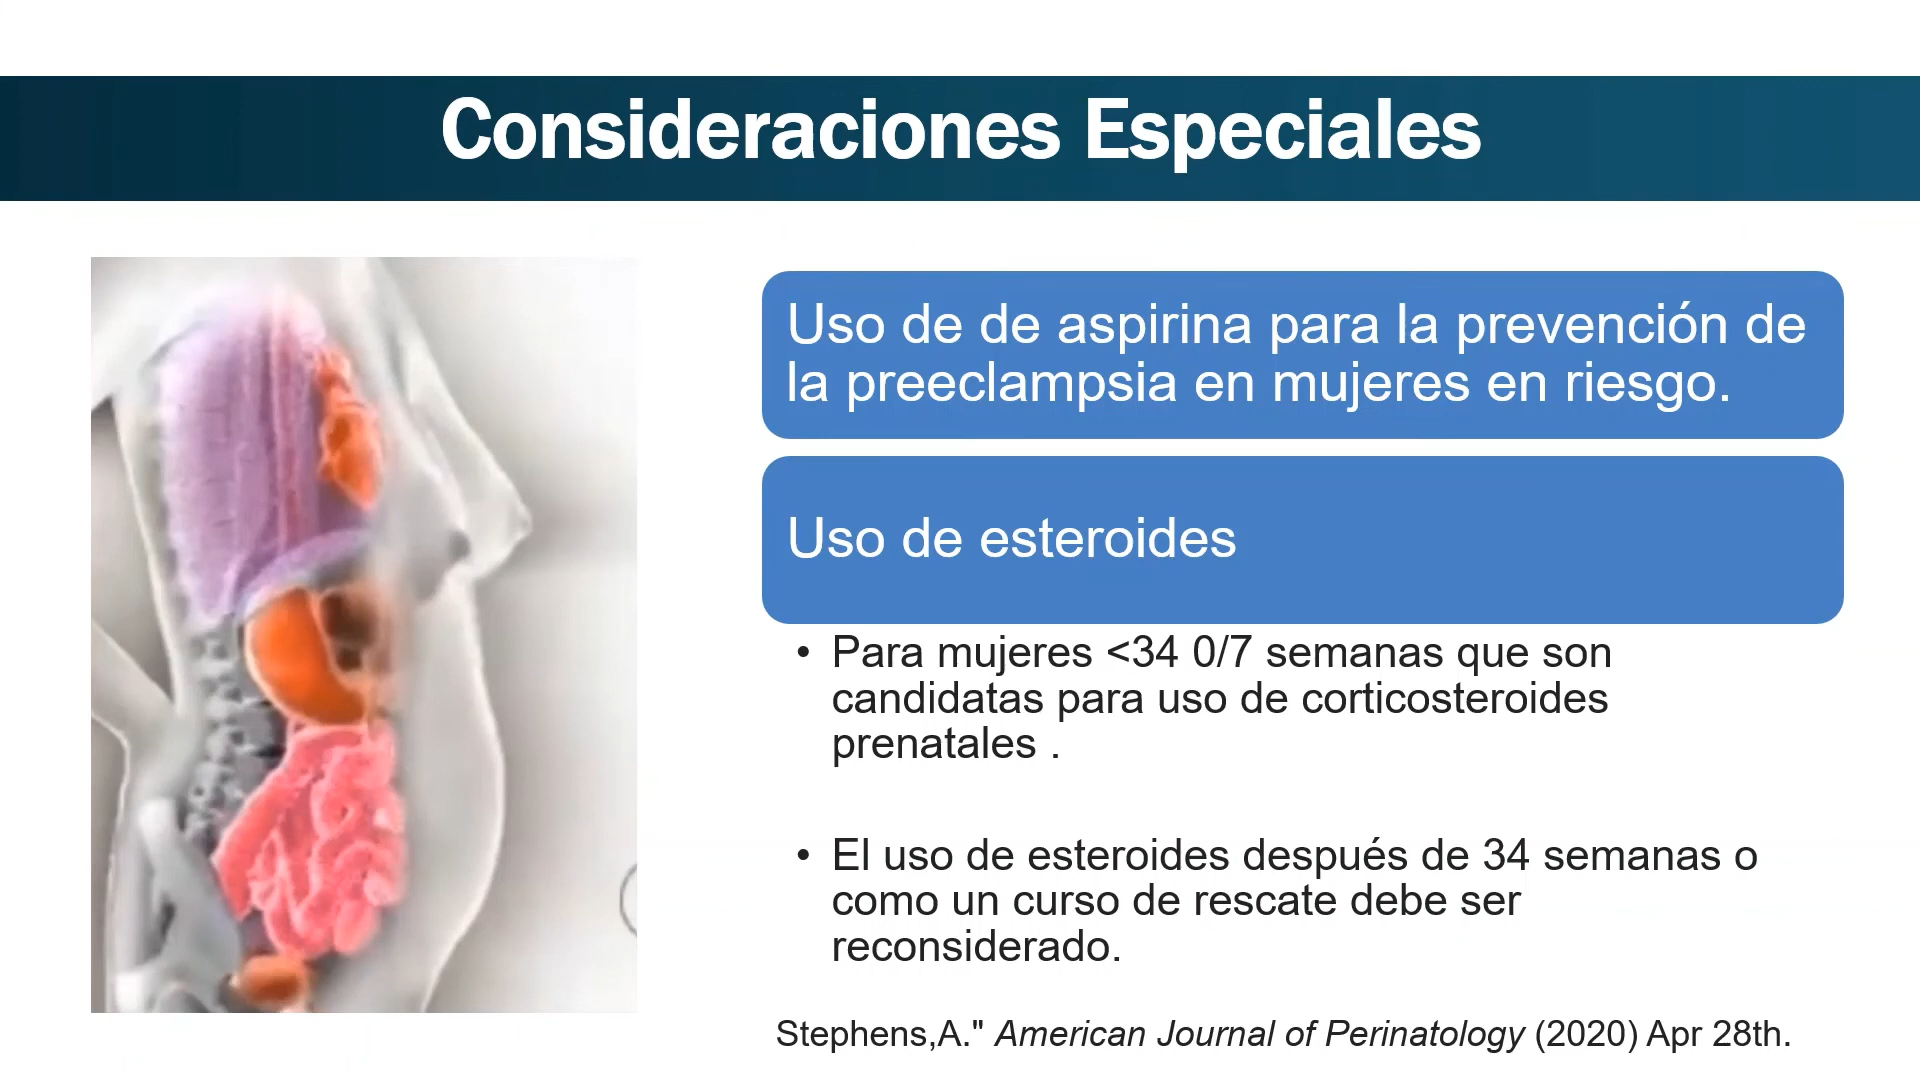 Consideraciones Especiales
Uso de de aspirina para la prevención de
la preeclampsia en mujeres en riesgo.
Uso de esteroides
• Para mujeres <34 0/7 semanas que son
candidatas para uso de corticosteroides
prenatales .
• El uso de esteroides después de 34 semanas o
como un curso de rescate debe ser
reconsiderado.
Stephens,A." American Journal of Perinatology (2020) Apr 28th.